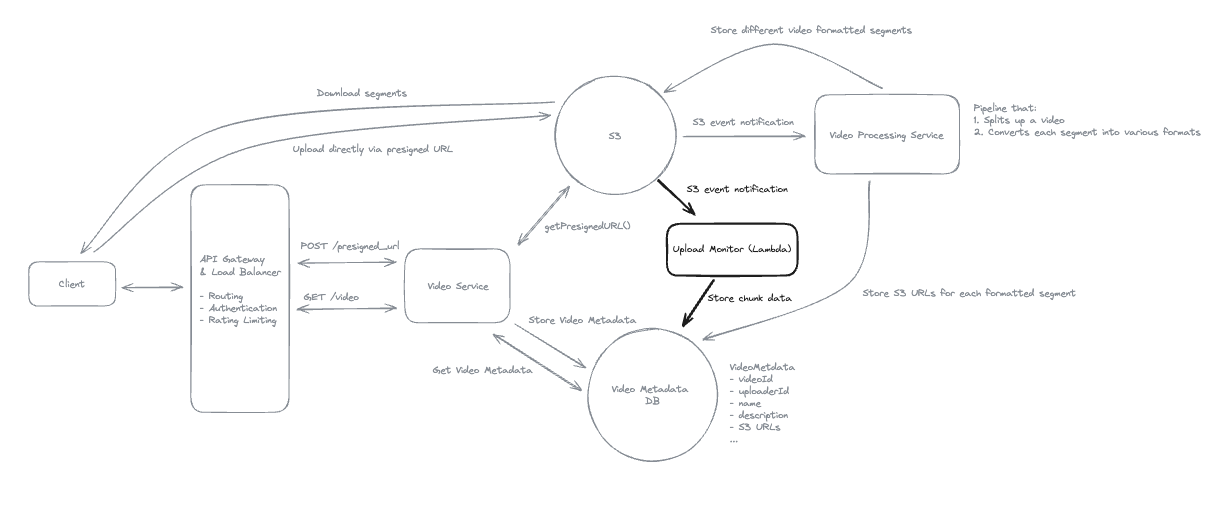 Store different video formatted segments
Download segments
Upload directly via presigned URL
S3
S3 event notification
Video Processing Service
Pipeline that:
1. Splits up a video
2. Converts each segment into various formats
S3 event notification
getPresignedURL()
Upload Monitor (Lambda)
API Gateway
& Load Balancer
- Routing
- Authentication
- Rating Limiting
POST /presigned_url
Client
Video Service
GET /video
Store chunk data
Store S3 URLs for each formatted segment
Store Video Metadata
Get Video Metadata
Video Metadata
DB
VideoMetdata
- videoId
- uploaderId
- name
- description
- S3 URLs
...